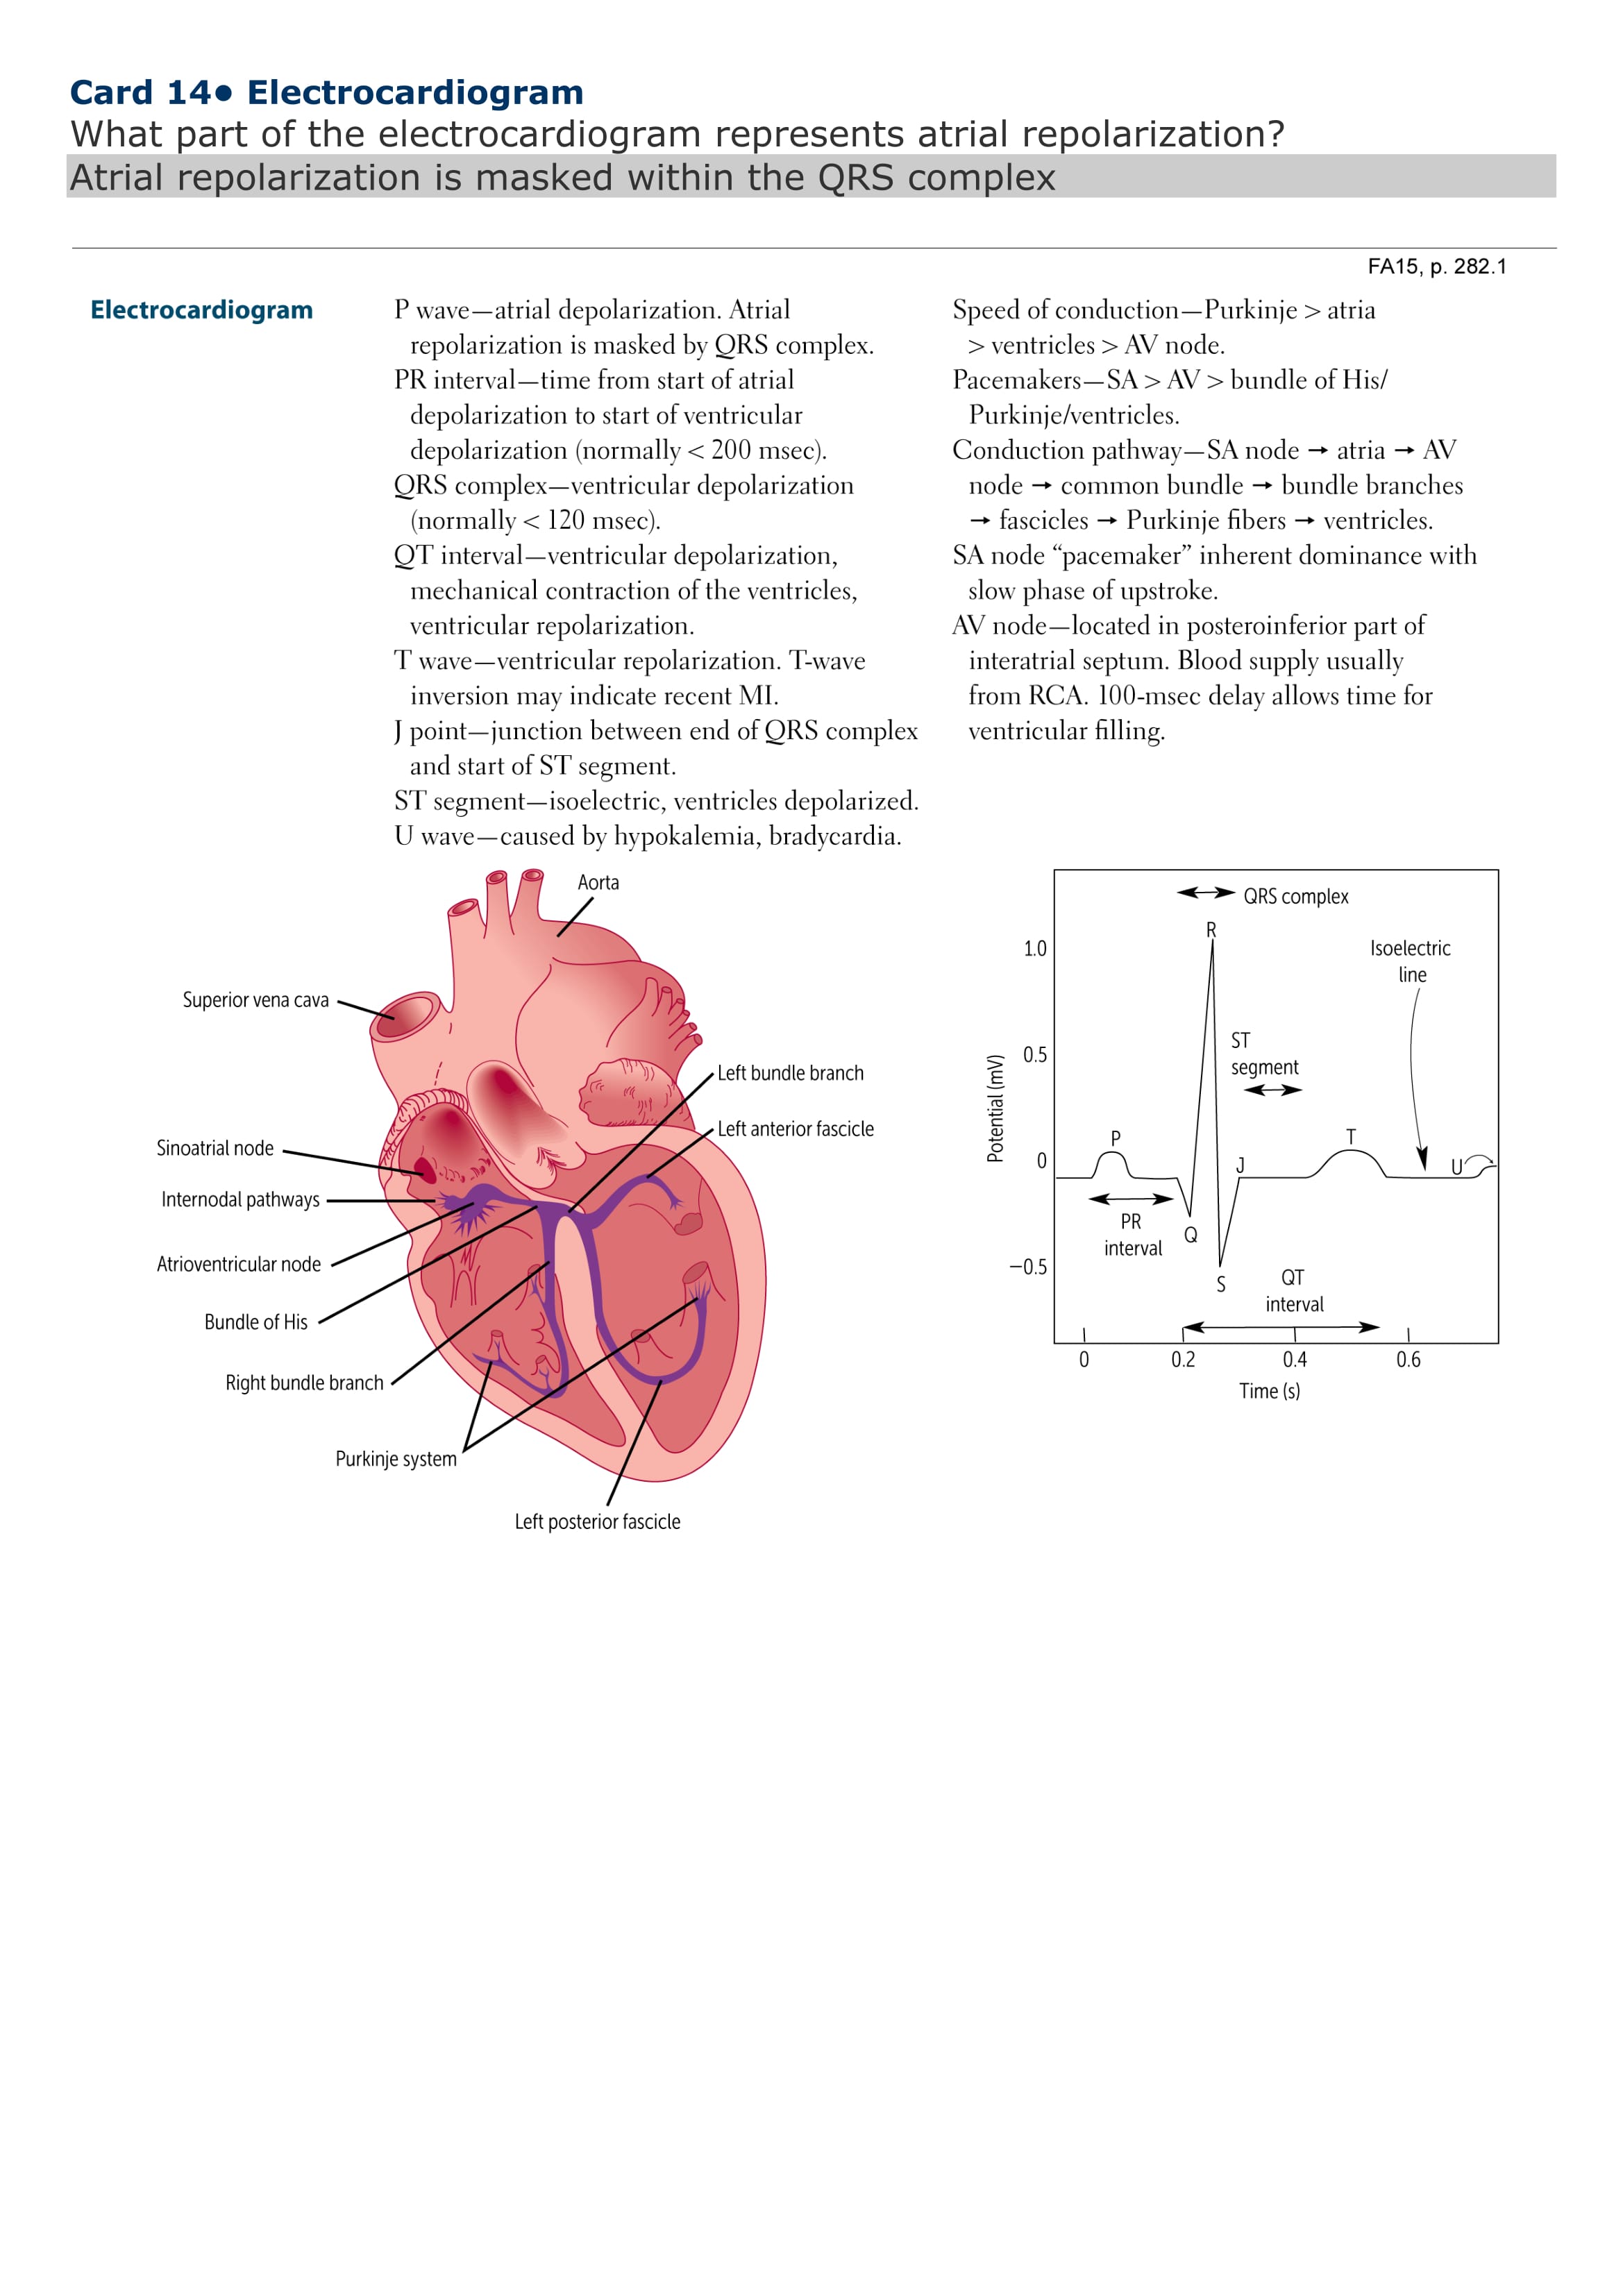 Card 14• Electrocardiogram
What part of the electrocardiogram represents atrial repolarization?
Atrial repolarization is masked within the QRS complex
FA15, p. 282.1
Electrocardiogram
P wave—atrial depolarization. Atrial
repolarization is masked by QRS complex.
PR interval—time from start of atrial
depolarization to start of ventricular
depolarization (normally < 200 msec).
QRS complex—ventricular depolarization
(normally < 120 msec).
QT interval—ventricular depolarization,
mechanical contraction of the ventricles,
ventricular repolarization.
T wave—ventricular repolarization. T-wave
inversion may indicate recent MI.
J point—junction between end of QRS complex
and start of ST segment.
ST segment—isoelectric, ventricles depolarized.
U wave—caused by hypokalemia, bradycardia.
Speed of conduction—Purkinje > atria
> ventricles > AV node.
Pacemakers—SA > AV > bundle of His/
Purkinje/ventricles.
Conduction pathway—SA node → atria → AV
node → common bundle → bundle branches
→ fascicles → Purkinje fibers → ventricles.
SA node “pacemaker” inherent dominance with
slow phase of upstroke.
AV node—located in posteroinferior part of
interatrial septum. Blood supply usually
from RCA. 100-msec delay allows time for
ventricular filling.
Aorta
Superior vena cava
Left bundle branch
Left anterior fascicle
Sinoatrial node
Internodal pathways
Atrioventricular node
Bundle of His
Right bundle branch
Purkinje system
Left posterior fascicle
QRS complex
R
1.0
Isoelectric
line
ST
segment
0.5
Potential (mV)
P
T
0
J
U
PR
interval
Q
−0.5
S
QT
interval
0
0.2
0.4
0.6
Time (s)